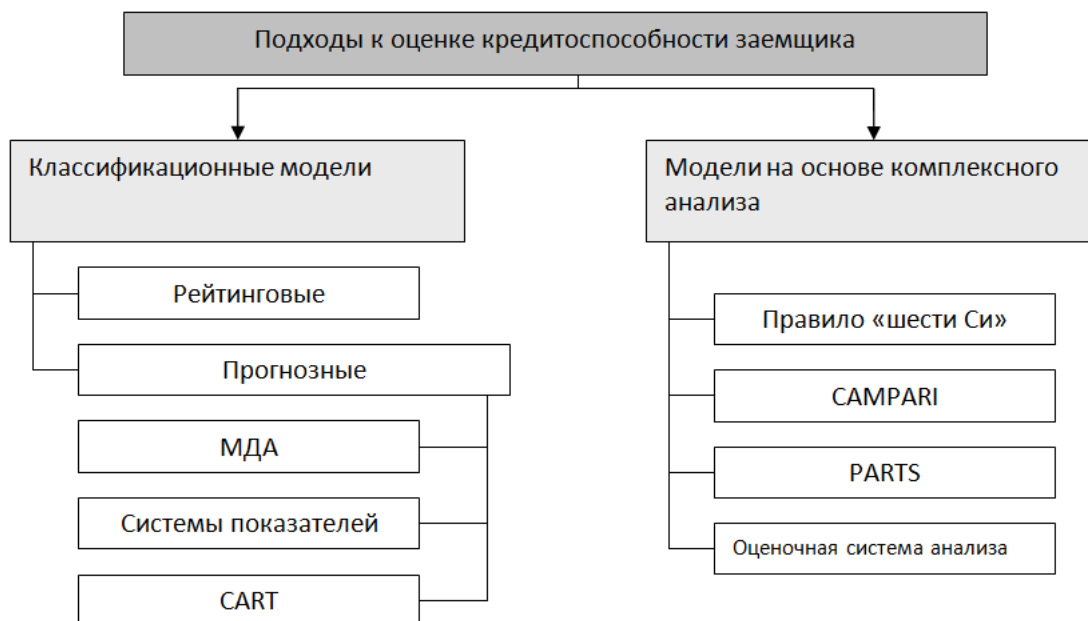 Подходы к оценке кредитоспособности заемщика
Классификационные модели
Рейтинговые
Прогнозные
МДА
Системы показателей
CART
Модели на основе комплексного
анализа
Правило «шести Си»
CAMPARI
PARTS
Оценочная система анализа